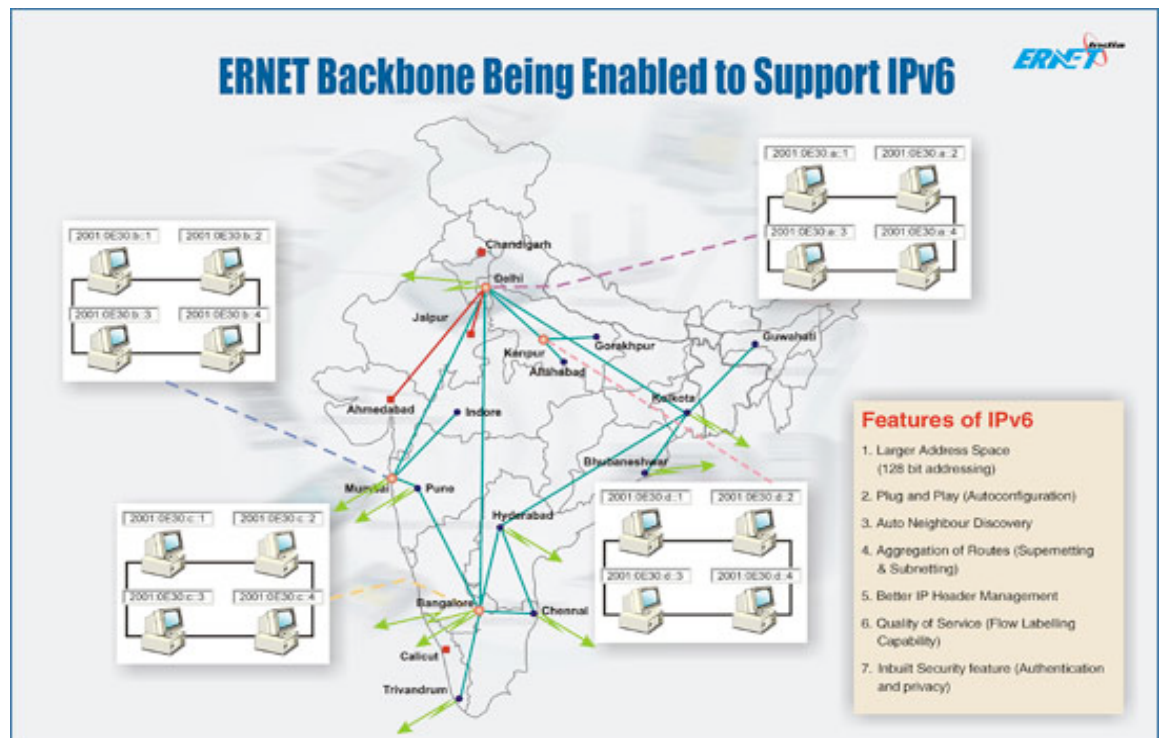 ERNET Backbone Being Enabled to Support IPv6
ERNET
2001:0E30:a::1
2001:0E30:a::2
2001:0E30:a::3
2001:0E30:a::4
2001:0E30:b::1
2001:0E30:b::2
2001:0E30:b::3
2001:0E30:b::4
Chandigarh
Delhi
Jaipur
Kanpur
Gorakhpur
Allahabad
Guwahati
Ahmedabad
Indore
Kolkota
Bhubaneshwar
Mumbai
Pune
Hyderabad
2001:0E30:c::1
2001:0E30:c::2
2001:0E30:c::3
2001:0E30:c::4
2001:0E30:d::1
2001:0E30:d::2
2001:0E30:d::3
2001:0E30:d::4
Bangalore
Chennai
Calicut
Trivandrum
Features of IPv6
1. Larger Address Space
(128 bit addressing)
2. Plug and Play (Autoconfiguration)
3. Auto Neighbour Discovery
4. Aggregation of Routes (Supernetting
& Subnetting)
5. Better IP Header Management
6. Quality of Service (Flow Labelling
Capability)
7. Inbuilt Security feature (Authentication
and privacy)